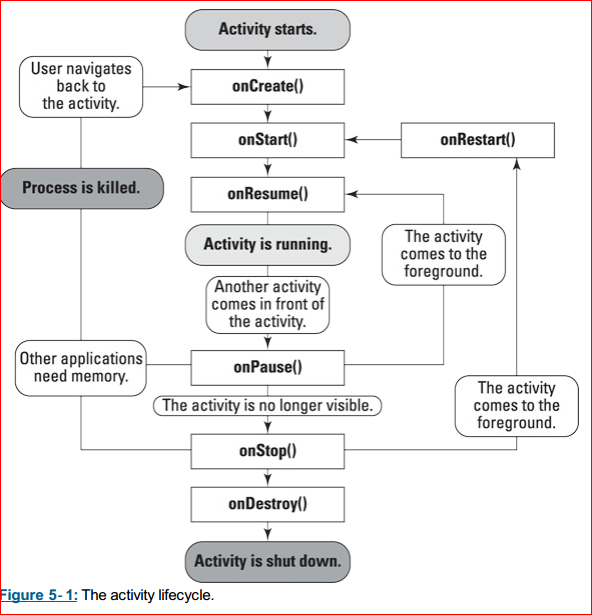 Activity starts.
User navigates
back to
the activity.
onCreate()
onStart()
onRestart()
Process is killed.
onResume()
Activity is running.
The activity
comes to the
foreground.
Another activity
comes in front of
the activity.
Other applications
need memory.
onPause()
The activity is no longer visible.
The activity
comes to the
foreground.
onStop()
onDestroy()
Activity is shut down.
Figure 5-1: The activity lifecycle.